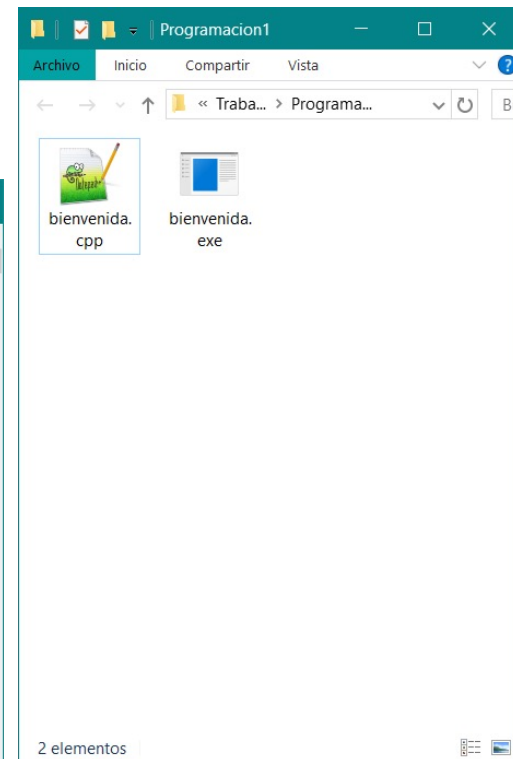 Programacion1
Archivo Inicio Compartir Vista ?
« Traba... > Programa... B
bienvenida.
cpp
bienvenida.
exe
2 elementos